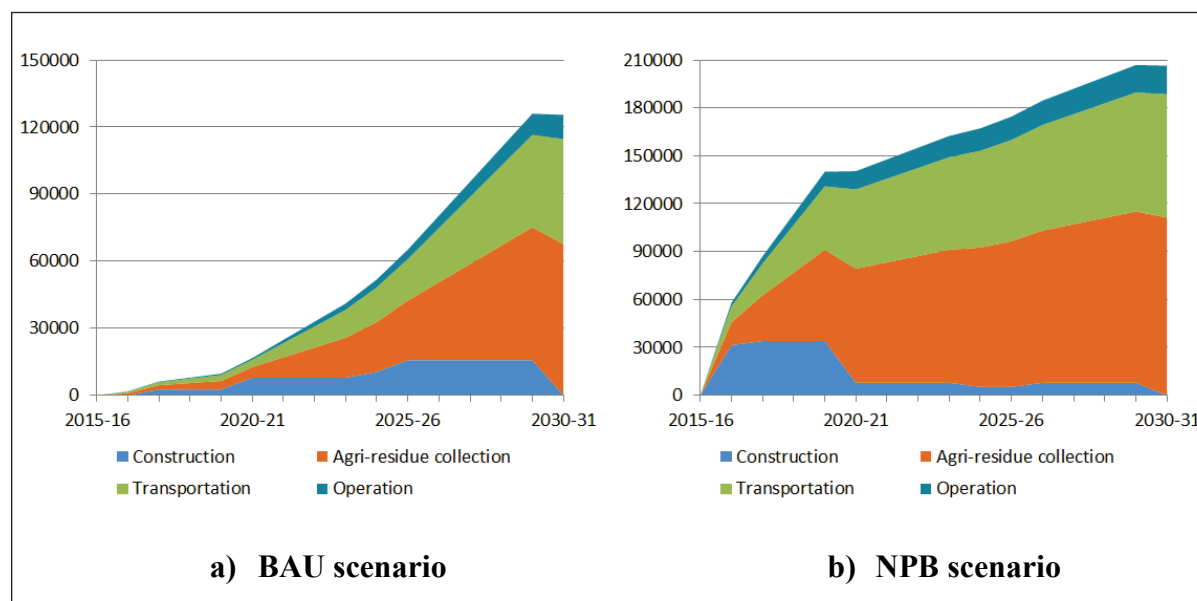 150000
120000
90000
60000
30000
0
2015-16 2020-21 2025-26 2030-31
Construction Agri-residue collection
Transportation Operation
a) BAU scenario
210000
180000
150000
120000
90000
60000
30000
0
2015-16 2020-21 2025-26 2030-31
Construction Agri-residue collection
Transportation Operation
b) NPB scenario